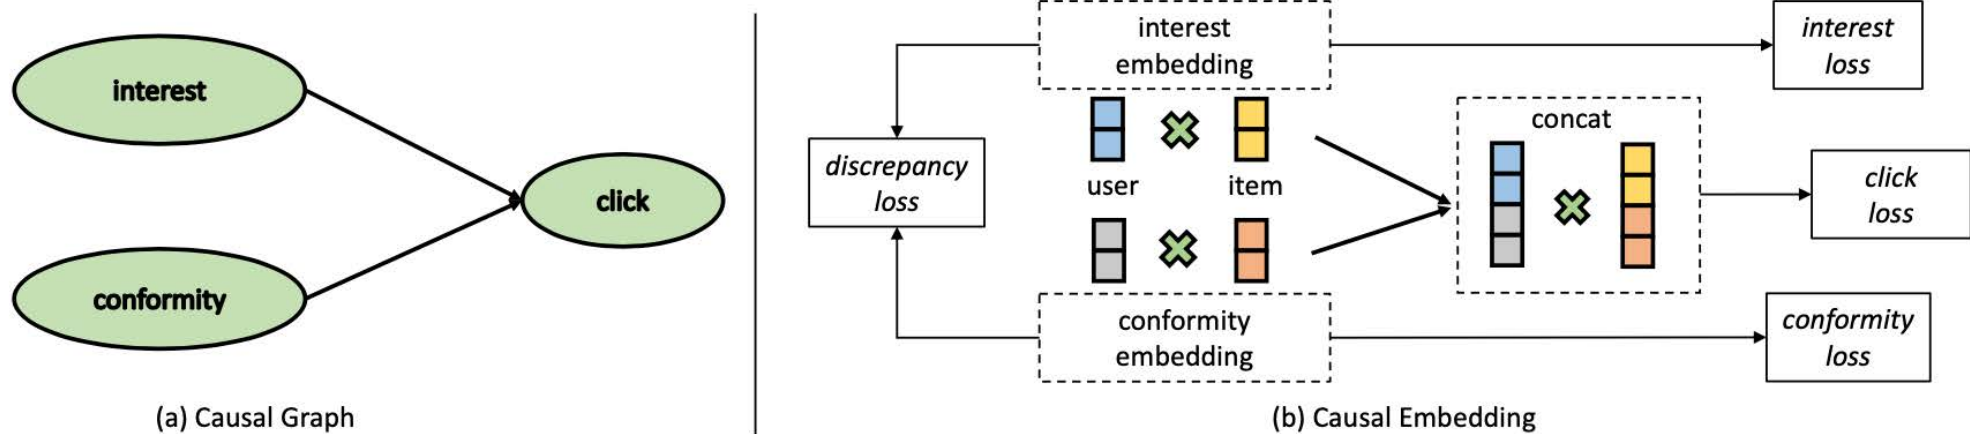 interest
conformity
click
(a) Causal Graph
interest
embedding
interest
loss
discrepancy
loss
user
item
concat
click
loss
conformity
embedding
conformity
loss
(b) Causal Embedding